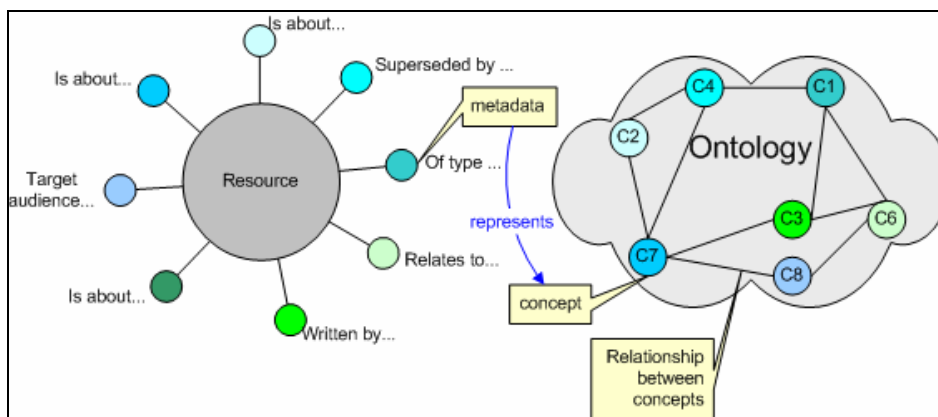 Is about...
Is about...
Superseded by ...
metadata
Resource
Of type ...
Target
audience...
Relates to...
Is about...
Written by...
represents
concept
C4
C1
C2
Ontology
C3
C6
C7
C8
Relationship
between
concepts